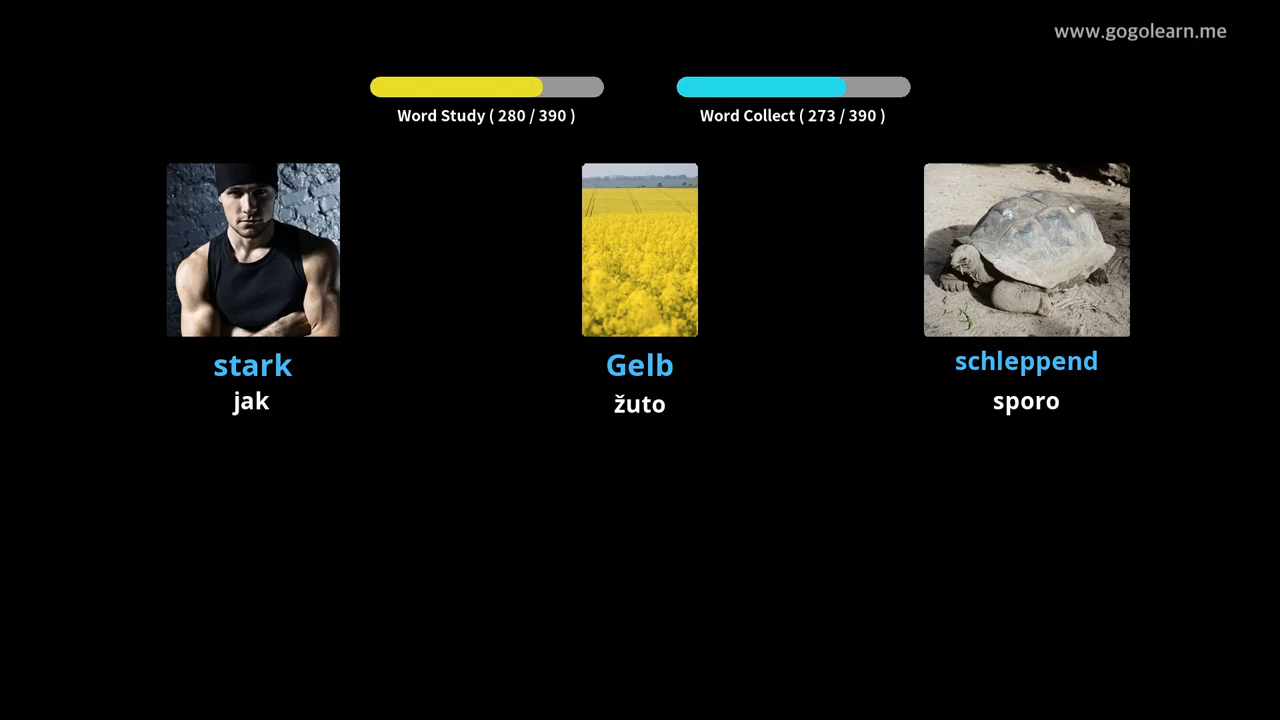 www.gogolearn.me
Word Study ( 280 / 390 )
Word Collect ( 273 / 390 )
stark
jak
Gelb
žuto
schleppend
sporo